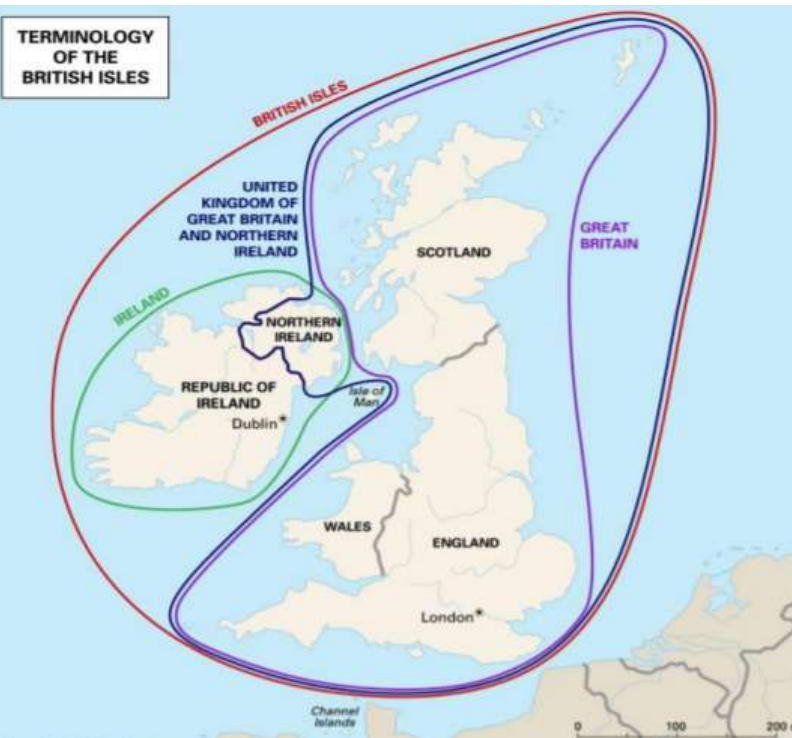 TERMINOLOGY
OF THE
BRITISH ISLES
BRITISH ISLES
UNITED
KINGDOM OF
GREAT BRITAIN
AND NORTHERN
IRELAND
GREAT
BRITAIN
SCOTLAND
IRELAND
NORTHERN
IRELAND
REPUBLIC OF
IRELAND
Dublin*
Isle of
Man
WALES
ENGLAND
London*
Channel
Islands
0 100 200